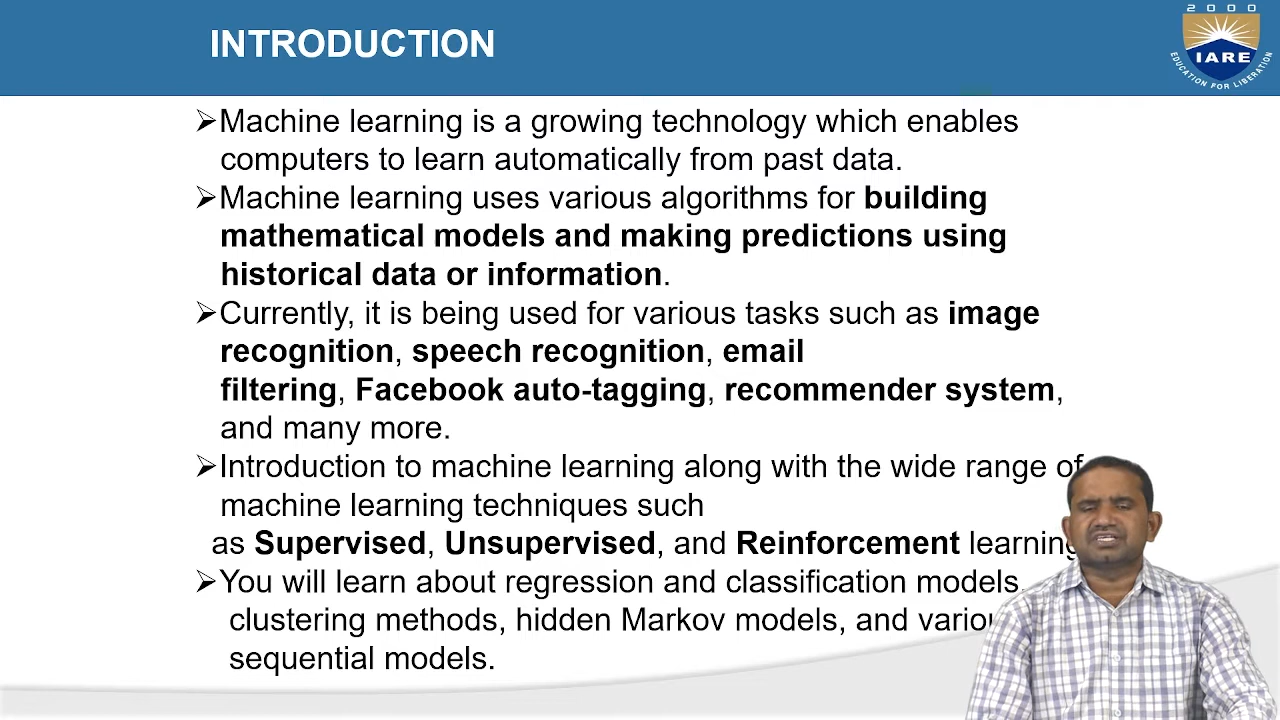 INTRODUCTION
2000
IARE
EDUCATION FOR LIBERATION
➢Machine learning is a growing technology which enables
computers to learn automatically from past data.
➢Machine learning uses various algorithms for building
mathematical models and making predictions using
historical data or information.
➢Currently, it is being used for various tasks such as image
recognition, speech recognition, email
filtering, Facebook auto-tagging, recommender system,
and many more.
➢Introduction to machine learning along with the wide range of
machine learning techniques such
as Supervised, Unsupervised, and Reinforcement learning
➢You will learn about regression and classification models,
clustering methods, hidden Markov models, and
sequential models.